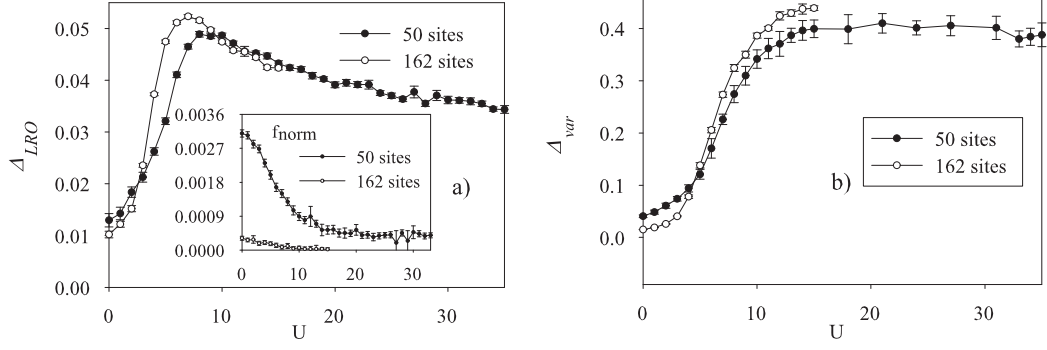 0.05
0.04
0.03
0.02
0.01
0.00
Δ_LRO
50 sites
162 sites
0.0036
0.0027
0.0018
0.0009
0.0000
f_norm
50 sites
162 sites
0 10 20 30
a)
0 10 20 30
U
0.4
0.3
0.2
0.1
0.0
Δ_var
50 sites
162 sites
b)
0 10 20 30
U